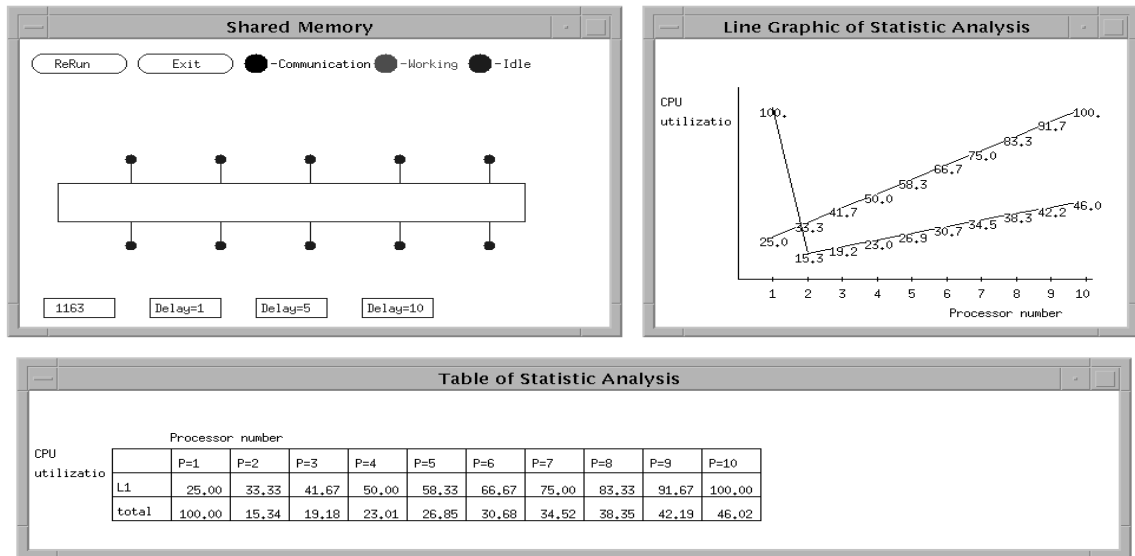 Shared Memory
ReRun Exit -Communication -Working -Idle
1163 Delay=1 Delay=5 Delay=10
Line Graphic of Statistic Analysis
CPU
utilizatio
100. 100.
91.7
83.3
75.0
66.7
58.3
50.0
41.7
33.3
25.0
15.3 19.2 23.0 26.9 30.7 34.5 38.3 42.2 46.0
1 2 3 4 5 6 7 8 9 10
Processor number
Table of Statistic Analysis
Processor number
CPU
utilizatio
P=1 P=2 P=3 P=4 P=5 P=6 P=7 P=8 P=9 P=10
L1 25.00 33.33 41.67 50.00 58.33 66.67 75.00 83.33 91.67 100.00
total 100.00 15.34 19.18 23.01 26.85 30.68 34.52 38.35 42.19 46.02